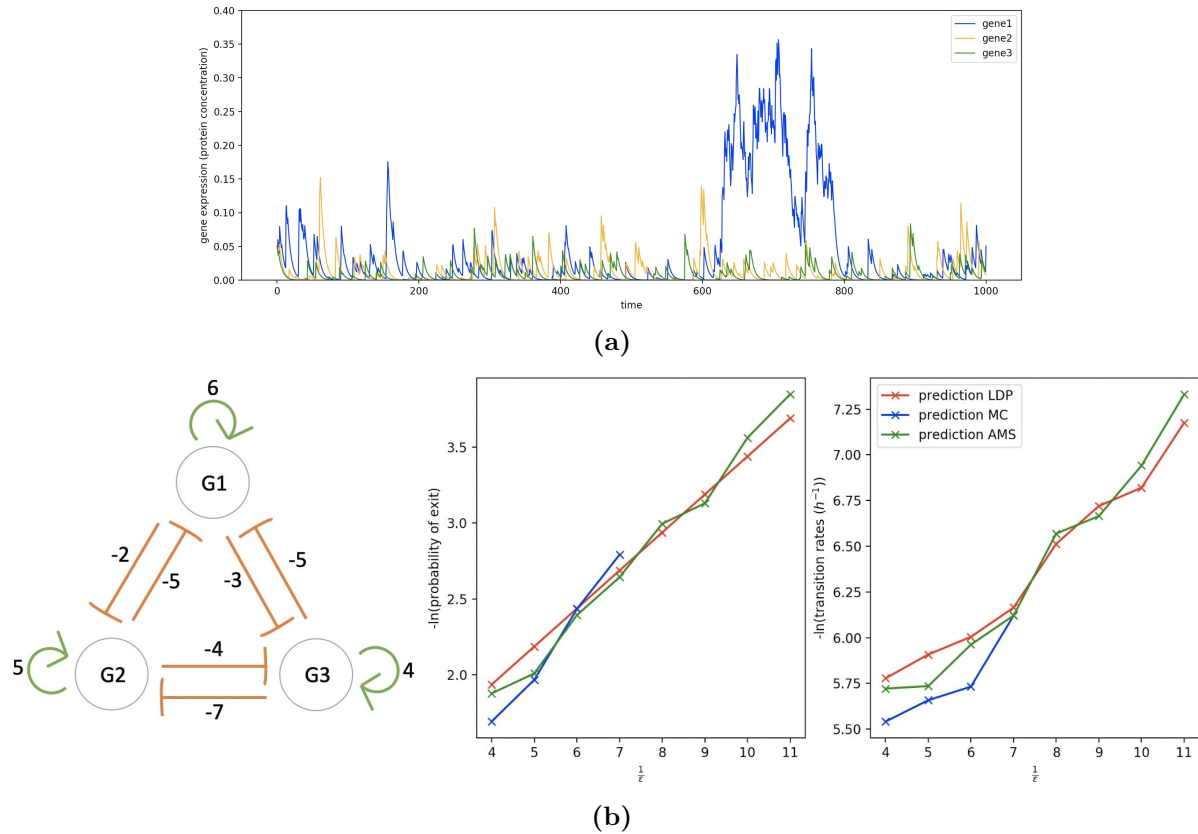 0.40
0.35
0.30
0.25
0.20
0.15
0.10
0.05
0.00
gene expression (protein concentration)
gene1
gene2
gene3
0 200 400 600 800 1000
time
(a)
6
G1
-2
-5
-3
-5
5
G2
-4
-7
G3
4
3.5
3.0
2.5
2.0
-ln(probability of exit)
4 5 6 7 8 9 10 11
1/ε
7.25
7.00
6.75
6.50
6.25
6.00
5.75
5.50
-ln(transition rates (h⁻¹))
prediction LDP
prediction MC
prediction AMS
4 5 6 7 8 9 10 11
1/ε
(b)